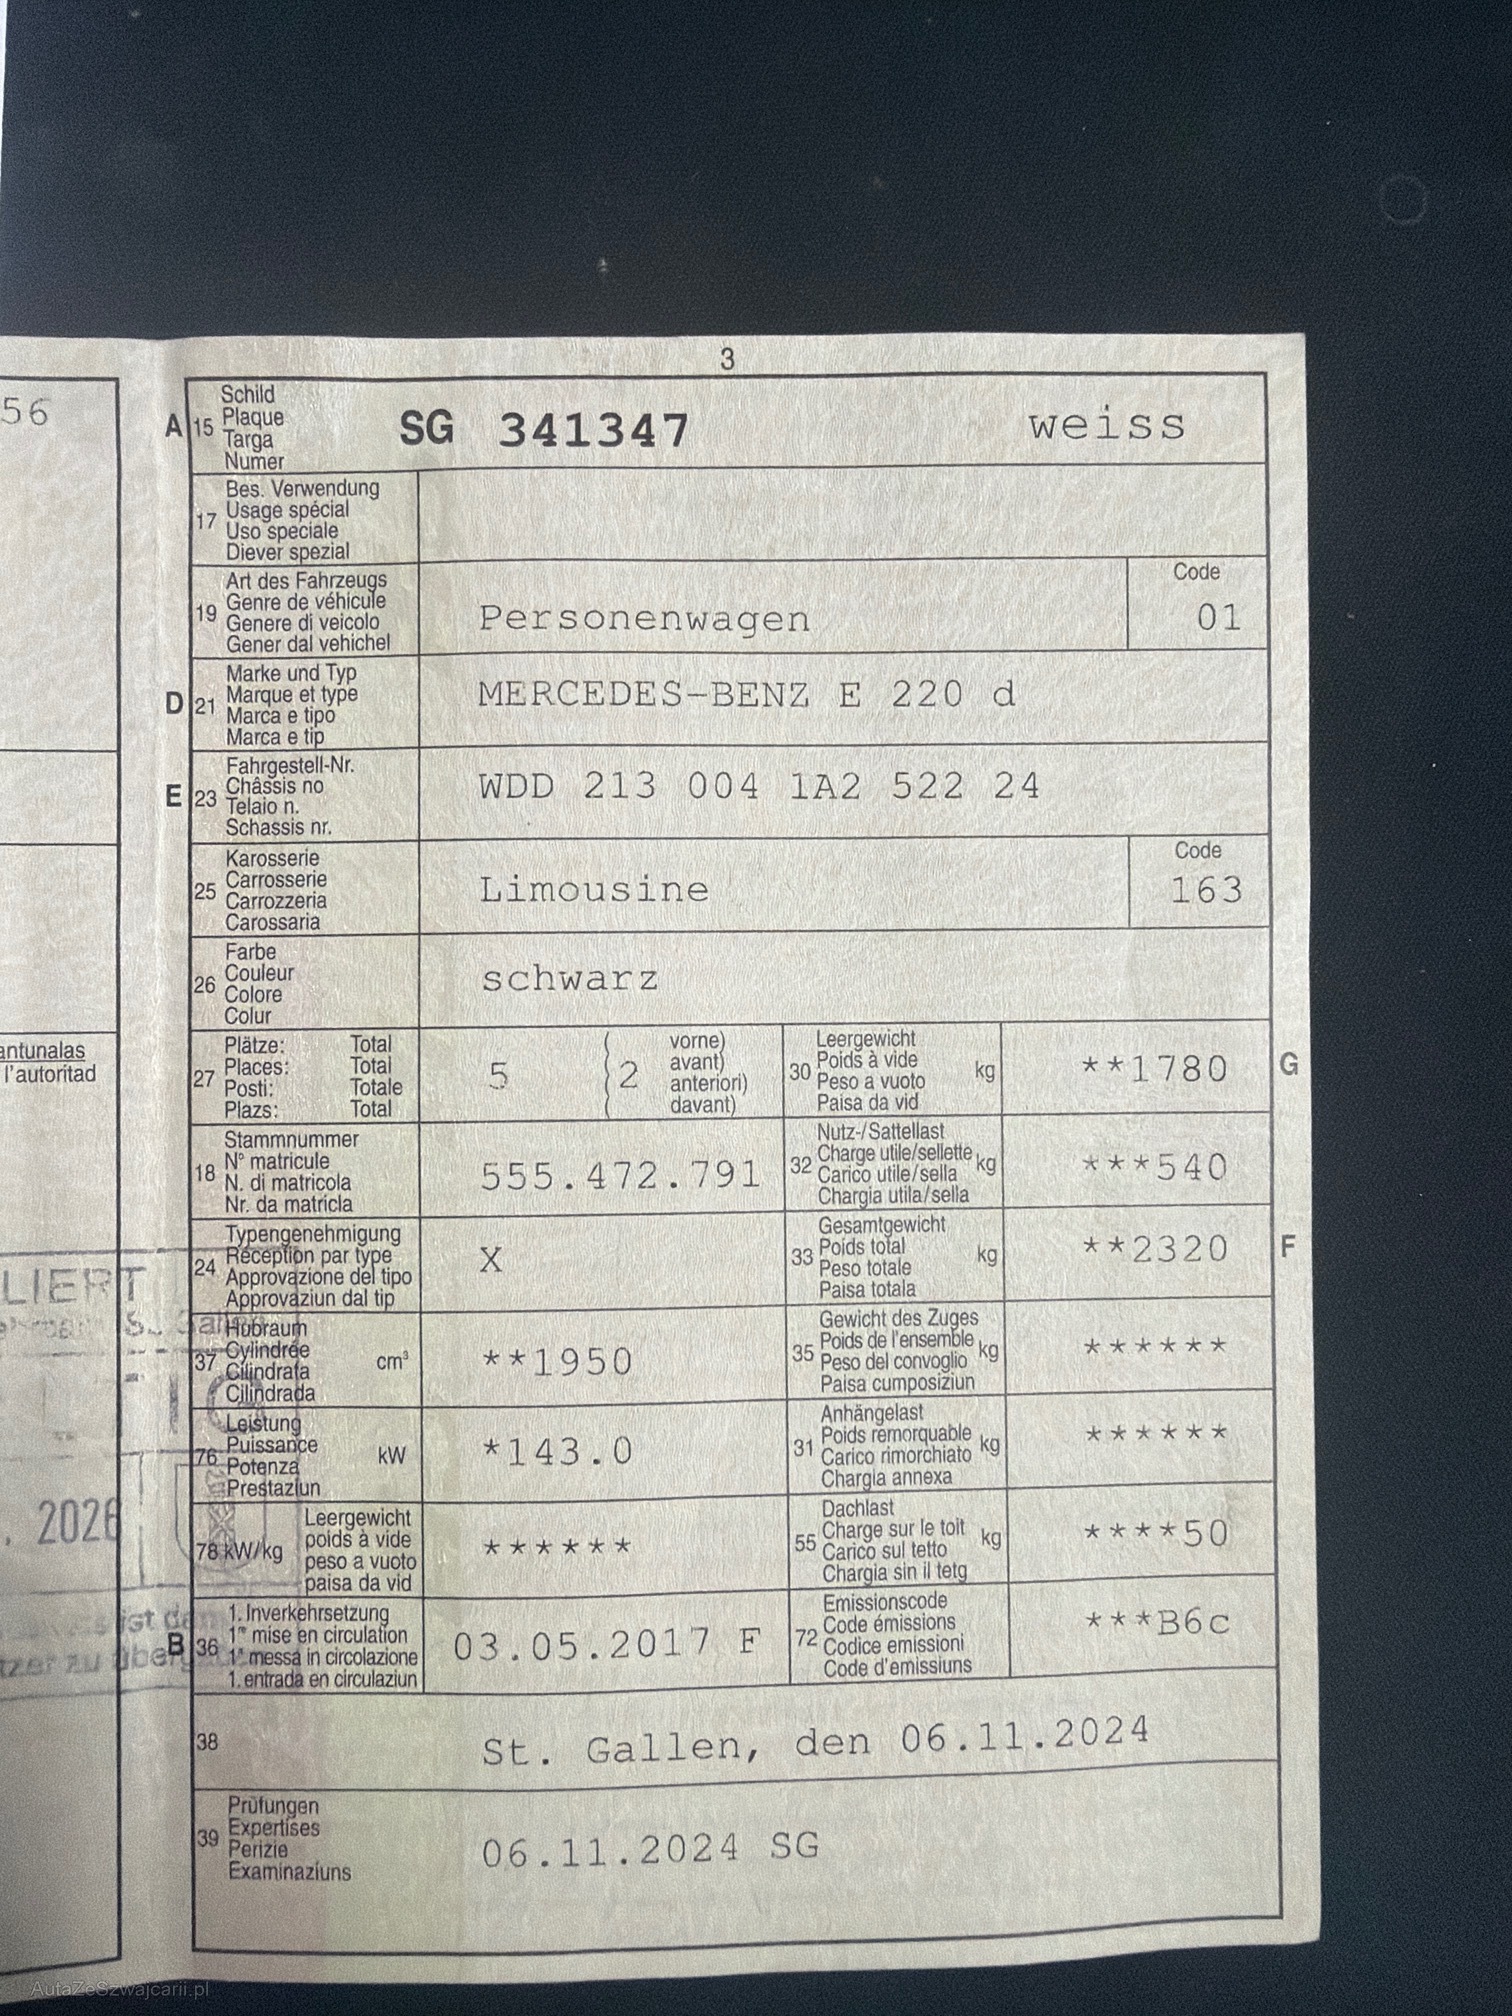 3
56
A 15 Schild
Plaque
Targa
Numer
SG 341347 weiss
17 Bes. Verwendung
Usage spécial
Uso speciale
Diever spezial
19 Art des Fahrzeugs
Genre de véhicule
Genere di veicolo
Gener dal vehichel
Personenwagen
Code
01
D 21 Marke und Typ
Marque et type
Marca e tipo
Marca e tip
MERCEDES-BENZ E 220 d
E 23 Fahrgestell-Nr.
Châssis no
Telaio n.
Schassis nr.
WDD 213 004 1A2 522 24
25 Karosserie
Carrosserie
Carrozzeria
Carossaria
Limousine
Code
163
26 Farbe
Couleur
Colore
Colur
schwarz
antunalas
l'autoritad
27 Plätze: Total
Places: Total
Posti: Totale
Plazs: Total
5 ( 2 vorne)
avant)
anteriori)
davant)
30 Leergewicht
Poids à vide
Peso a vuoto
Paisa da vid
kg
**1780 G
18 Stammnummer
N° matricule
N. di matricola
Nr. da matricla
555.472.791
32 Nutz-/Sattellast
Charge utile/sellette
Carico utile/sella
Chargia utila/sella
kg
***540
24 Typengenehmigung
Réception par type
Approvazione del tipo
Approvaziun dal tip
X
33 Gesamtgewicht
Poids total
Peso totale
Paisa totala
kg
**2320 F
LIERT
37 Hubraum
Cylindrée
Cilindrata
Cilindrada
cm³
**1950
35 Gewicht des Zuges
Poids de l'ensemble
Peso del convoglio
Paisa cumposiziun
kg
******
76 Leistung
Puissance
Potenza
Prestaziun
kW
*143.0
31 Anhängelast
Poids remorquable
Carico rimorchiato
Chargia annexa
kg
******
. 2026
78 kW/kg Leergewicht
poids à vide
peso a vuoto
paisa da vid
******
55 Dachlast
Charge sur le toit
Carico sul tetto
Chargia sin il tetg
kg
****50
ist
zu
B 36 1. Inverkehrsetzung
1re mise en circulation
1a messa in circolazione
1. entrada en circulaziun
03.05.2017 F
72 Emissionscode
Code émissions
Codice emissioni
Code d'emissiuns
***B6c
38 St. Gallen, den 06.11.2024
39 Prüfungen
Expertises
Perizie
Examinaziuns
06.11.2024 SG
AutaZeSzwajcarii.pl